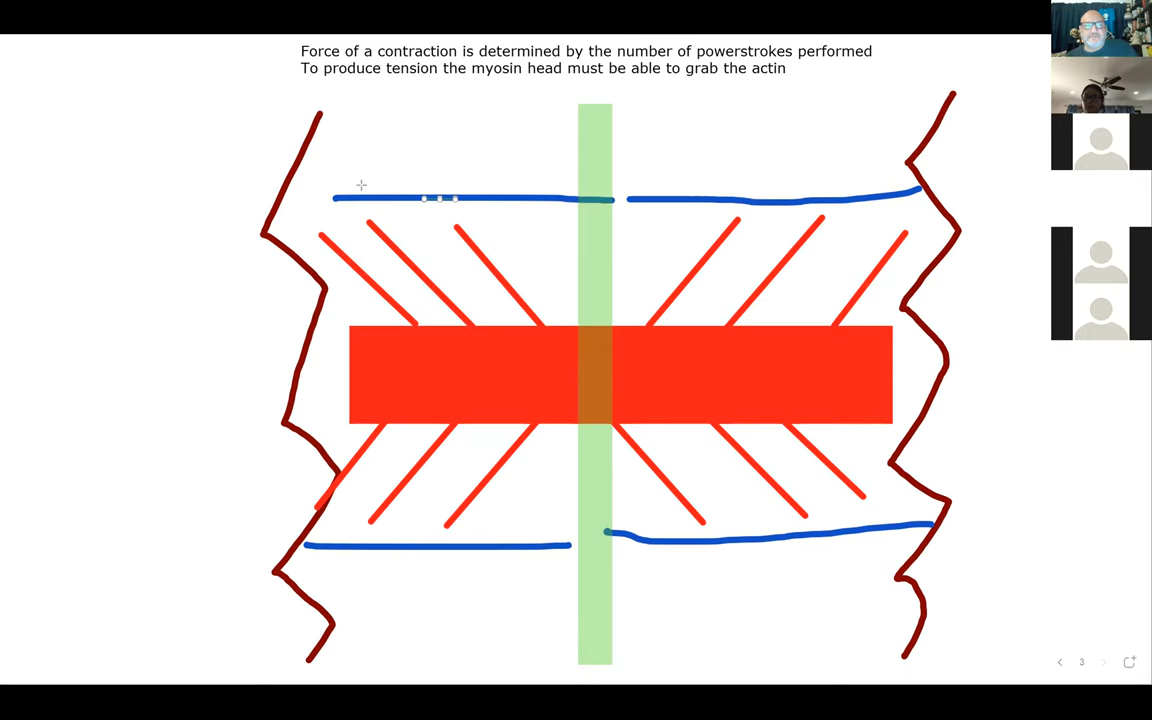 Force of a contraction is determined by the number of powerstrokes performed
To produce tension the myosin head must be able to grab the actin
3